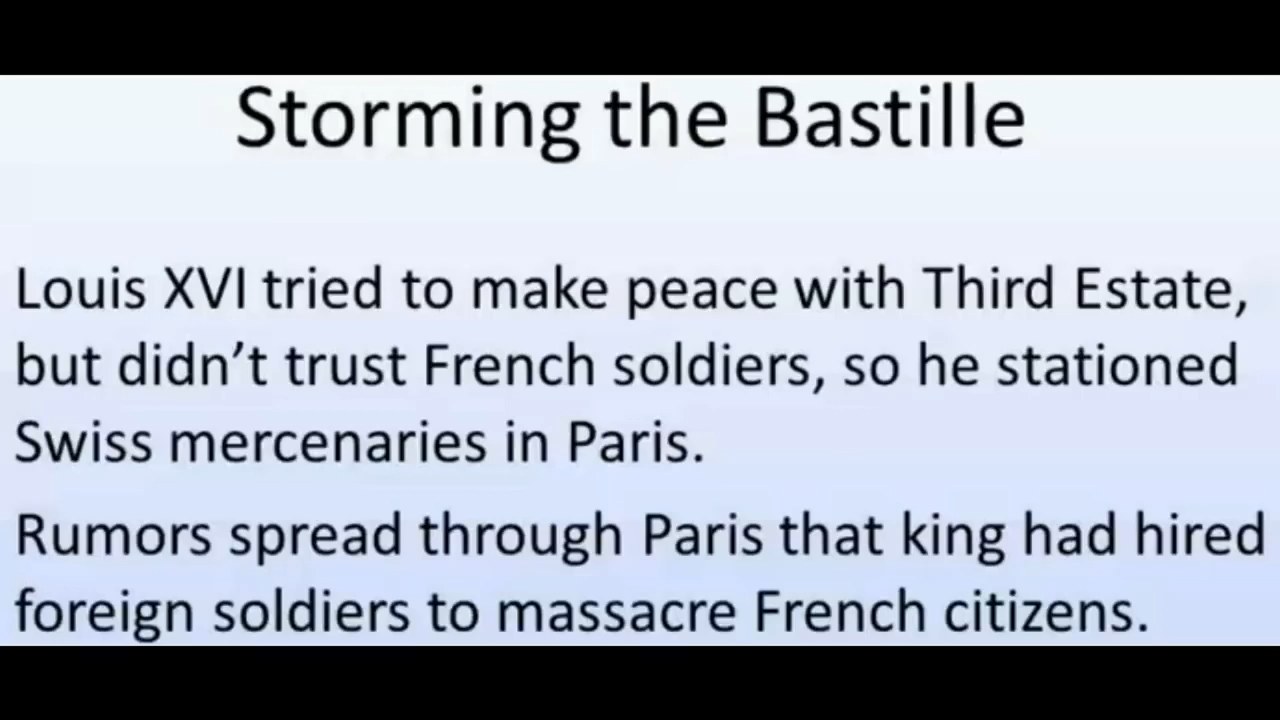 Storming the Bastille
Louis XVI tried to make peace with Third Estate,
but didn’t trust French soldiers, so he stationed
Swiss mercenaries in Paris.
Rumors spread through Paris that king had hired
foreign soldiers to massacre French citizens.